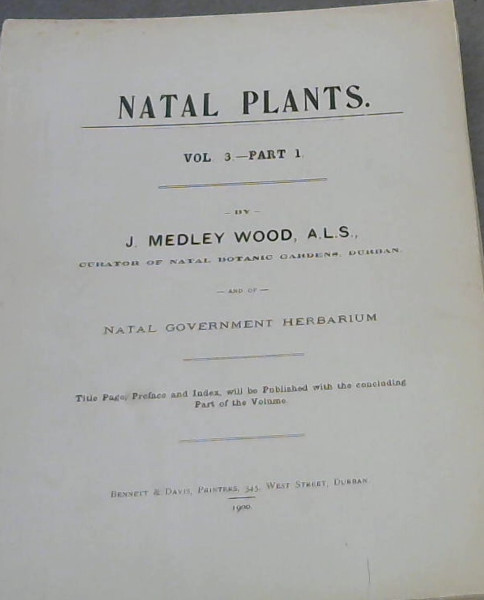 NATAL PLANTS.
VOL 3.—PART 1.
— BY —
J. MEDLEY WOOD, A.L.S.,
CURATOR OF NATAL BOTANIC GARDENS, DURBAN.
— AND OF —
NATAL GOVERNMENT HERBARIUM
Title Page, Preface and Index, will be Published with the concluding
Part of the Volume.
BENNETT & DAVIS, PRINTERS, 345, WEST STREET, DURBAN
1900.